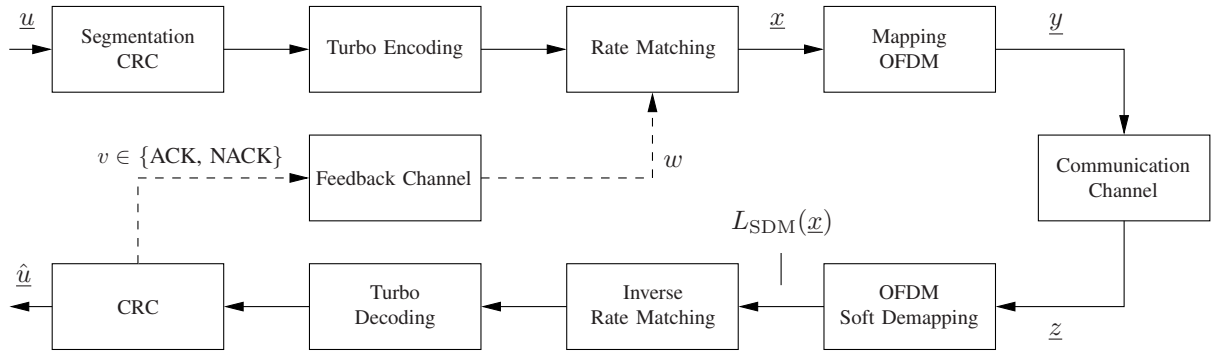 u
Segmentation
CRC
Turbo Encoding
Rate Matching
x
Mapping
OFDM
y
v ∈ {ACK, NACK}
Feedback Channel
w
Communication
Channel
L_SDM(x)
û
CRC
Turbo
Decoding
Inverse
Rate Matching
OFDM
Soft Demapping
z